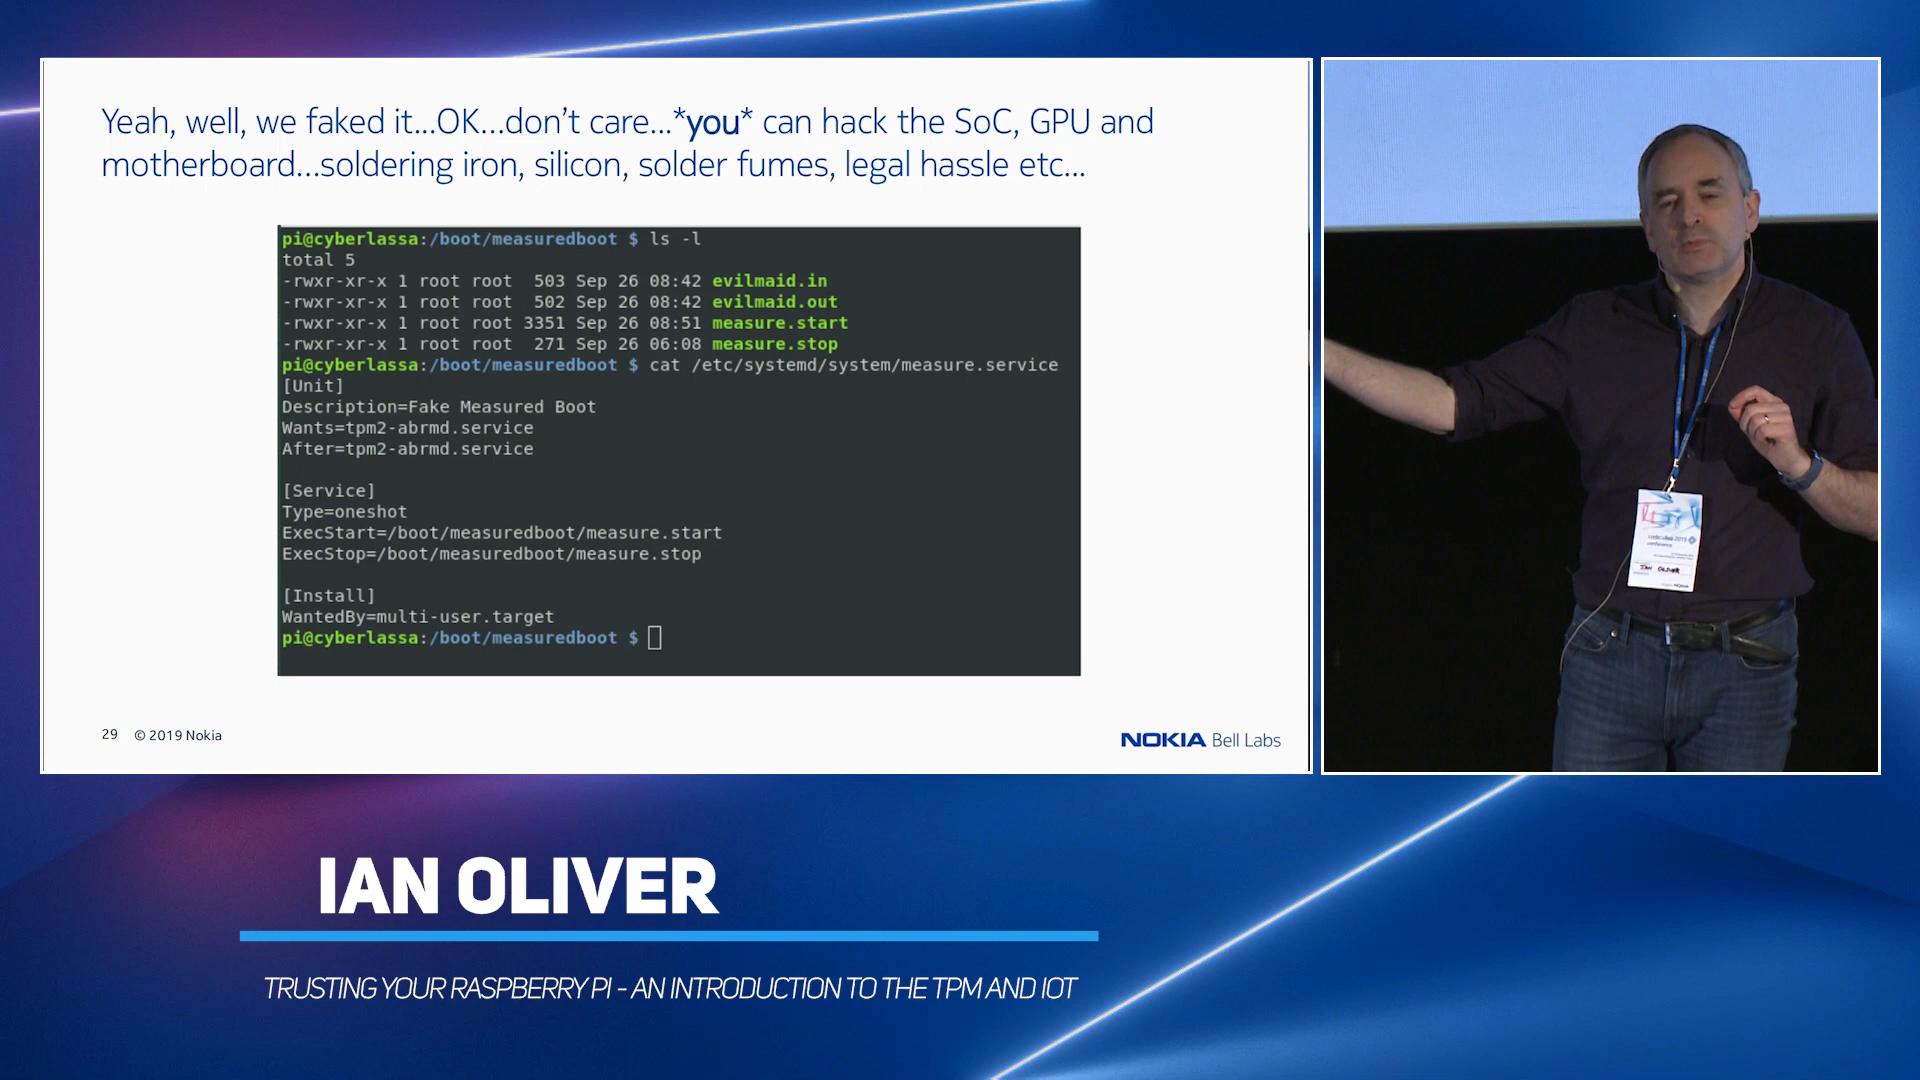 Yeah, well, we faked it...OK...don't care...*you* can hack the SoC, GPU and
motherboard...soldering iron, silicon, solder fumes, legal hassle etc...
pi@cyberlassa:/boot/measuredboot $ ls -l
total 5
-rwxr-xr-x 1 root root  503 Sep 26 08:42 evilmaid.in
-rwxr-xr-x 1 root root  502 Sep 26 08:42 evilmaid.out
-rwxr-xr-x 1 root root 3351 Sep 26 08:51 measure.start
-rwxr-xr-x 1 root root  271 Sep 26 06:08 measure.stop
pi@cyberlassa:/boot/measuredboot $ cat /etc/systemd/system/measure.service
[Unit]
Description=Fake Measured Boot
Wants=tpm2-abrmd.service
After=tpm2-abrmd.service
[Service]
Type=oneshot
ExecStart=/boot/measuredboot/measure.start
ExecStop=/boot/measuredboot/measure.stop
[Install]
WantedBy=multi-user.target
pi@cyberlassa:/boot/measuredboot $
29 © 2019 Nokia
NOKIA Bell Labs
conference
IAN OLIVER
IAN OLIVER
TRUSTING YOUR RASPBERRY PI - AN INTRODUCTION TO THE TPM AND IOT